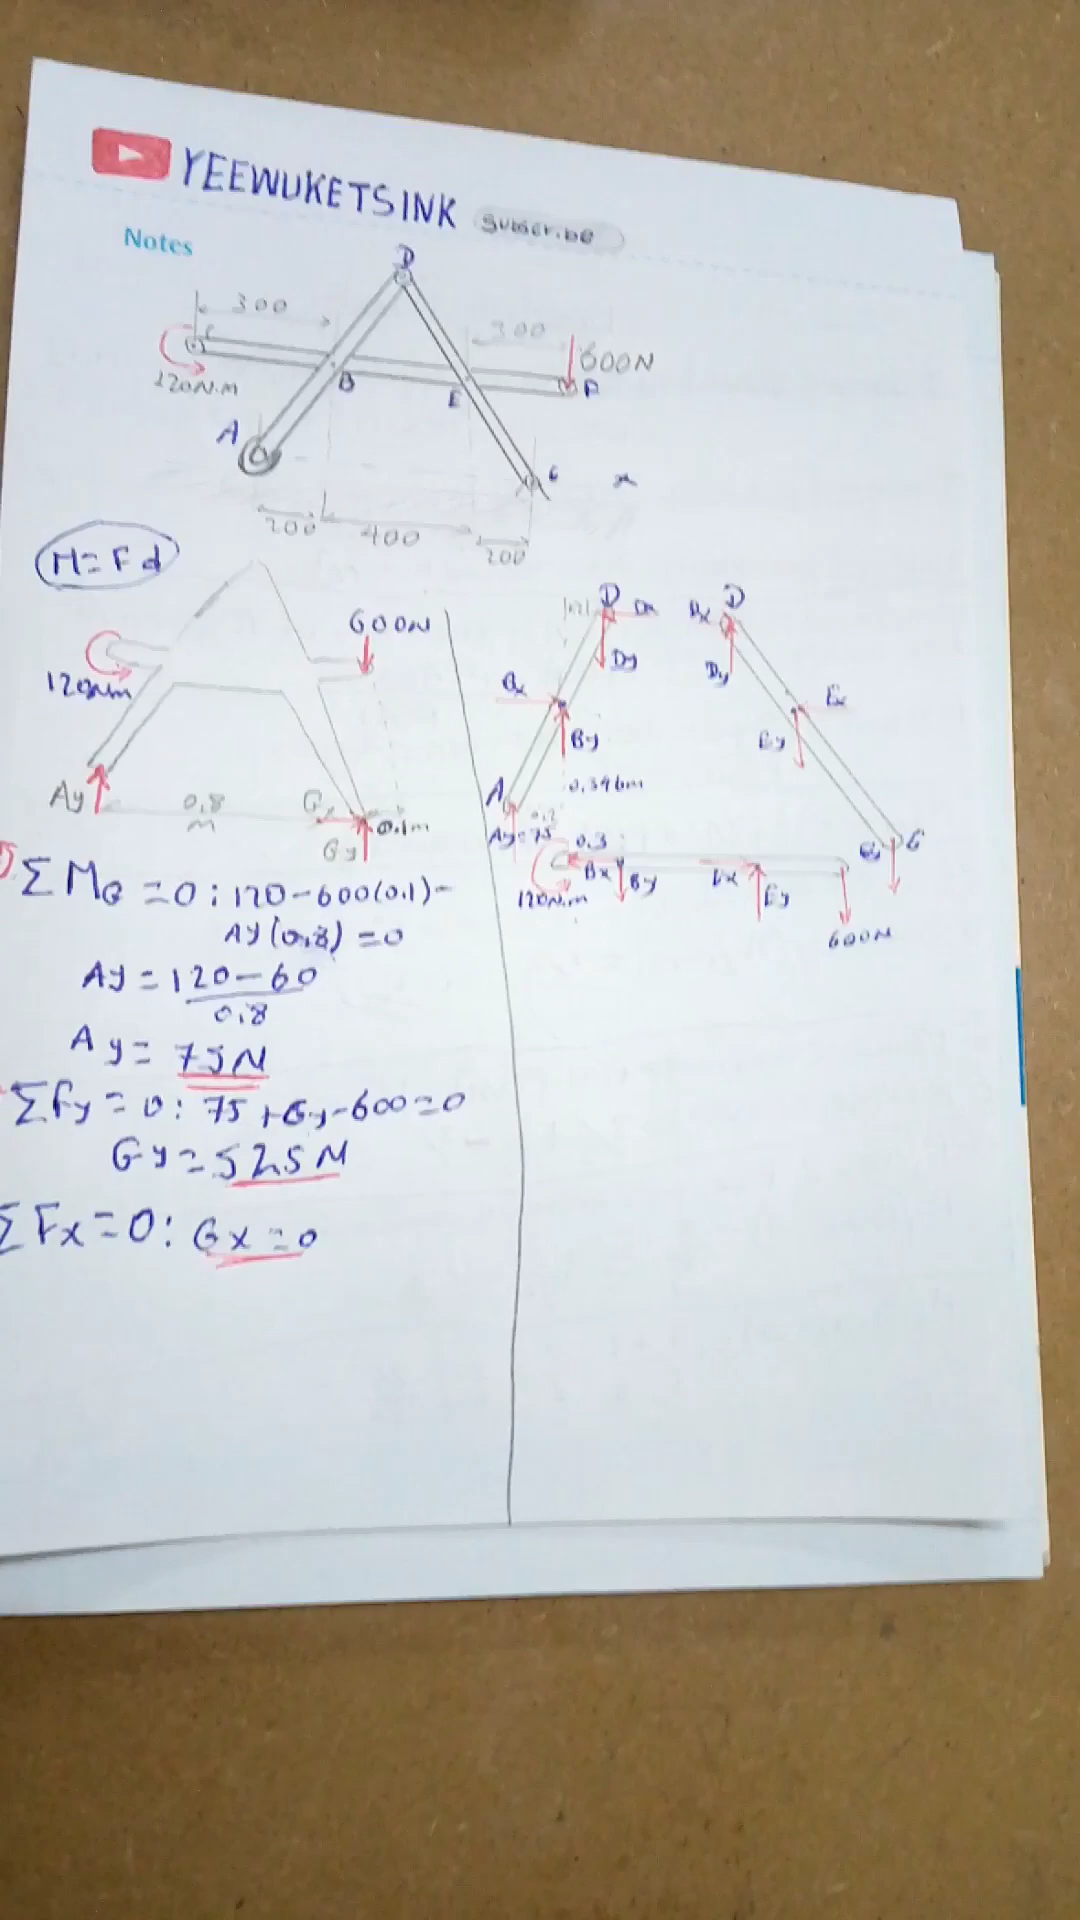 YEEWUKETSINK
Subscribe
Notes
D
300
300
C
600N
120N.m
B
E
F
A
200
400
200
M=Fd
600N
120Nm
Ay
0,8
m
Gy
0.1m
ΣMG =0:120-600(0.1)-
Ay(0,8)=0
Ay=120-60
0,8
Ay=75N
ΣFy=0:75+Gy-600=0
Gy=525N
ΣFx=0:Gx=0
D
Dx
Dy
Bx
By
A
0.346m
0.2
Ay=75
D
Dx
Dy
Ex
Ey
G
0.3
Bx
By
Ex
Ey
120N.m
600N